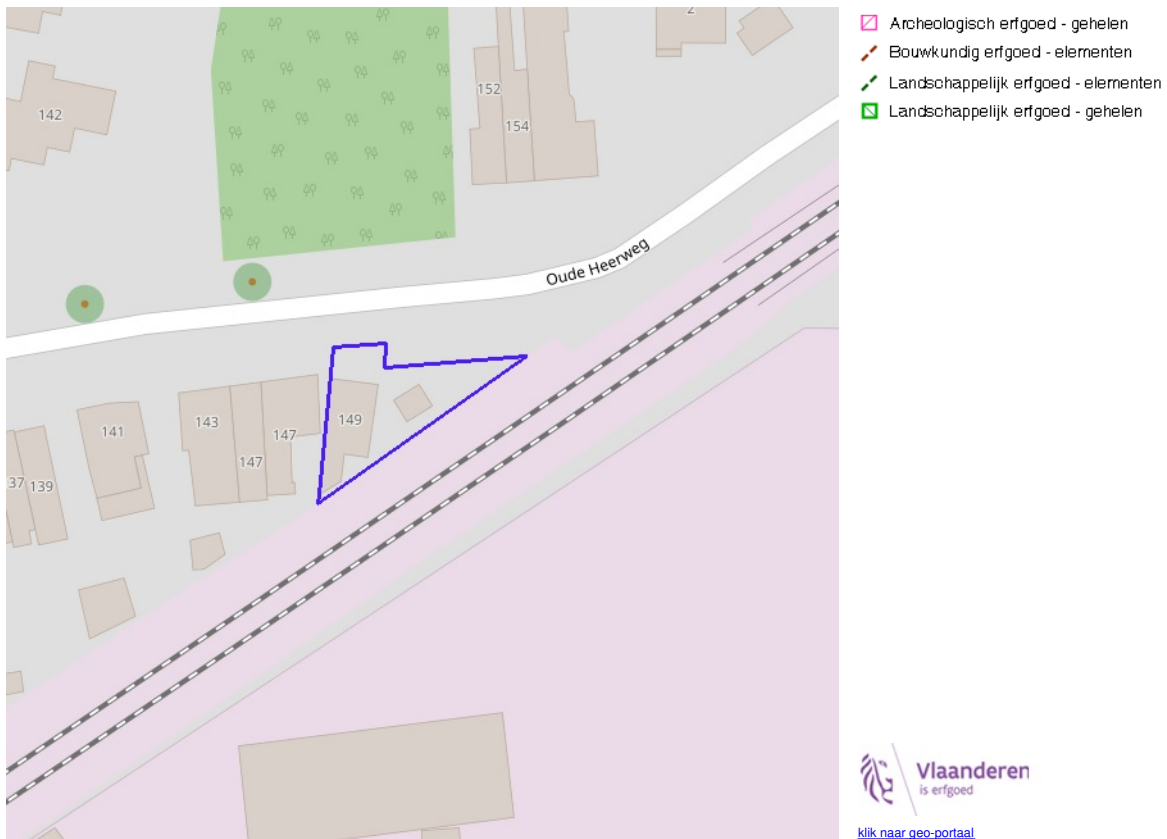 2
Archeologisch erfgoed - gehelen
Bouwkundig erfgoed - elementen
Landschappelijk erfgoed - elementen
Landschappelijk erfgoed - gehelen
152
142
154
Oude Heerweg
149
143
141
147
147
37
139
Vlaanderen
is erfgoed
klik naar geo-portaal